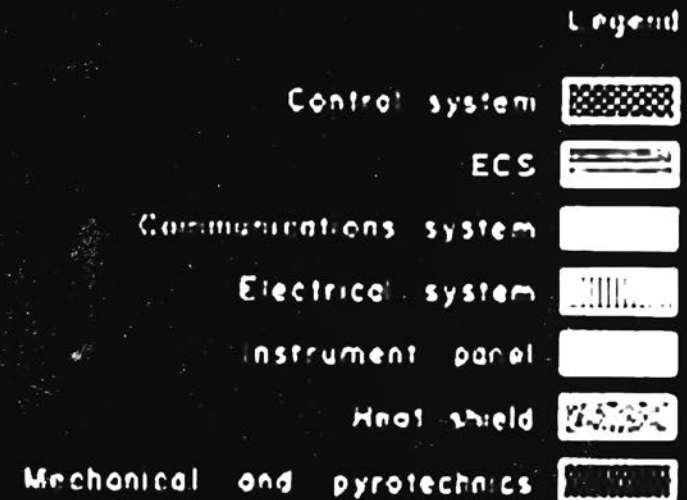 Legend
Control system
ECS
Communications system
Electrical system
Instrument panel
Heat shield
Mechanical and pyrotechnics